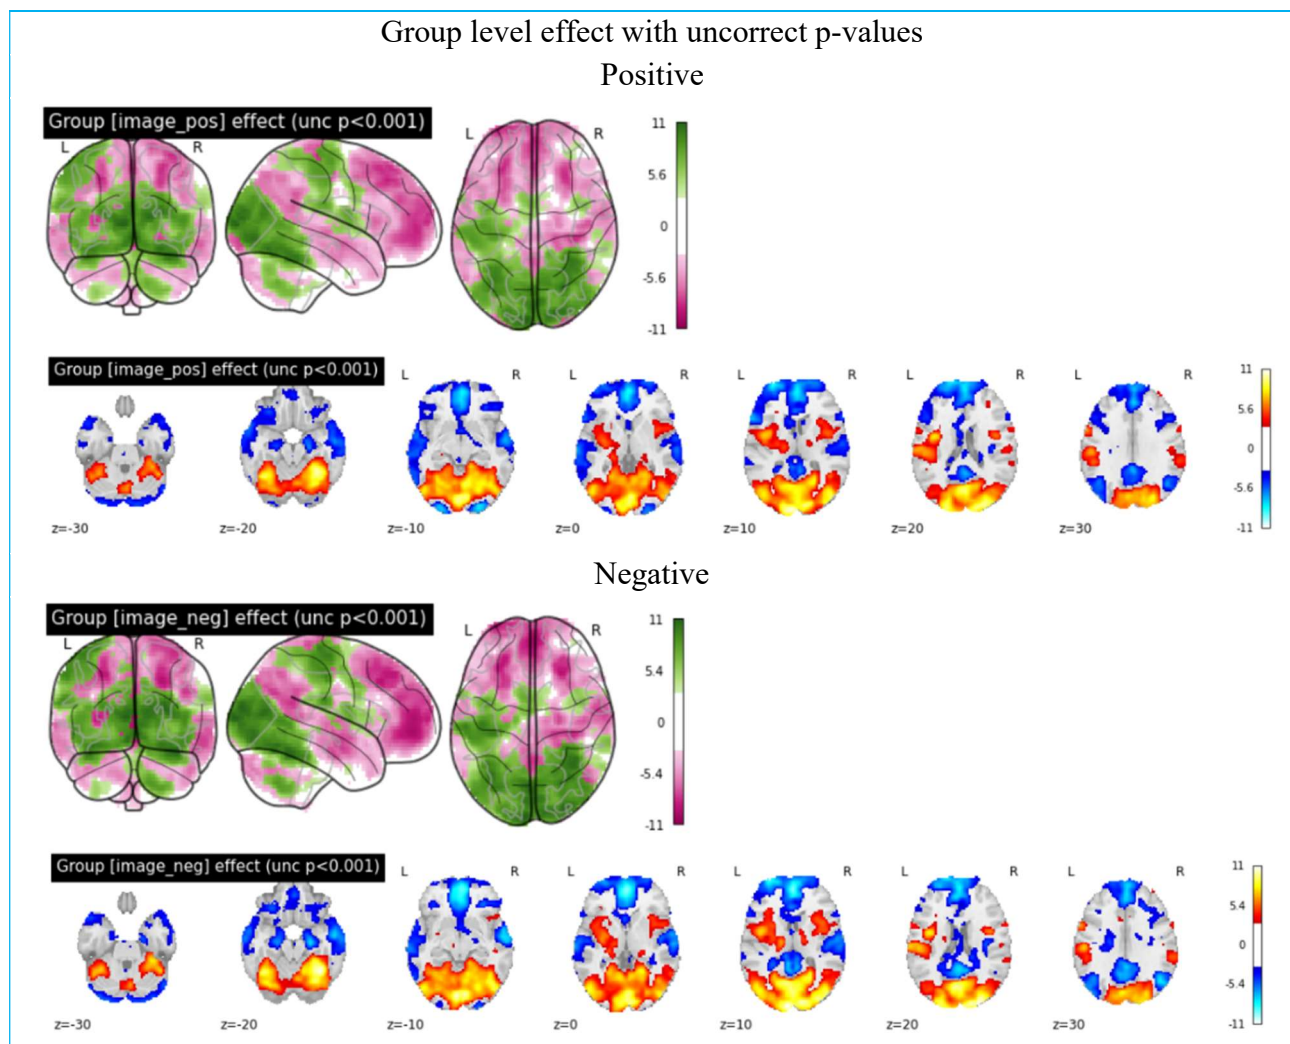 Group level effect with uncorrect p-values
Positive
Group [image_pos] effect (unc p<0.001)
L R L R
11
5.6
0
-5.6
-11
Group [image_pos] effect (unc p<0.001)
L R L R L R L R L R
11
5.6
0
-5.6
-11
z=-30 z=-20 z=-10 z=0 z=10 z=20 z=30
Negative
Group [image_neg] effect (unc p<0.001)
L R L R
11
5.4
0
-5.4
-11
Group [image_neg] effect (unc p<0.001)
L R L R L R L R L R
11
5.4
0
-5.4
-11
z=-30 z=-20 z=-10 z=0 z=10 z=20 z=30